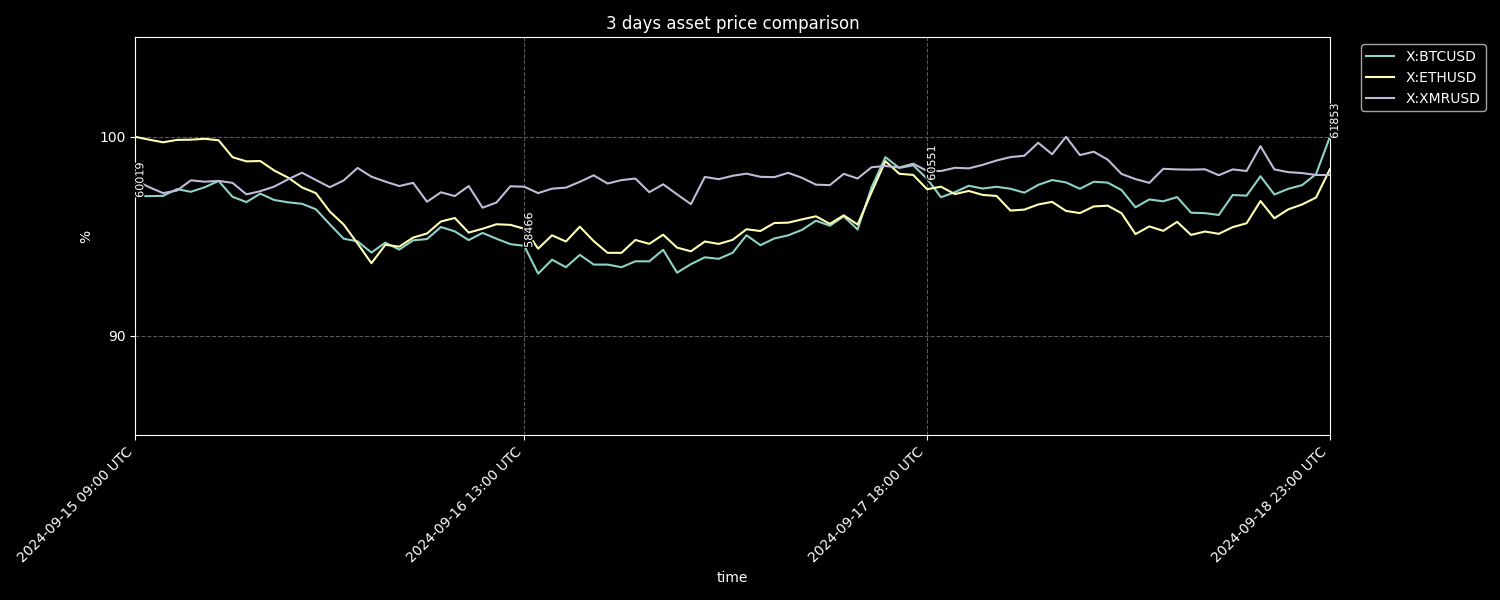 3 days asset price comparison
X:BTCUSD
X:ETHUSD
X:XMRUSD
100
90
%
60019
58466
60551
61853
2024-09-15 09:00 UTC
2024-09-16 13:00 UTC
2024-09-17 18:00 UTC
2024-09-18 23:00 UTC
time